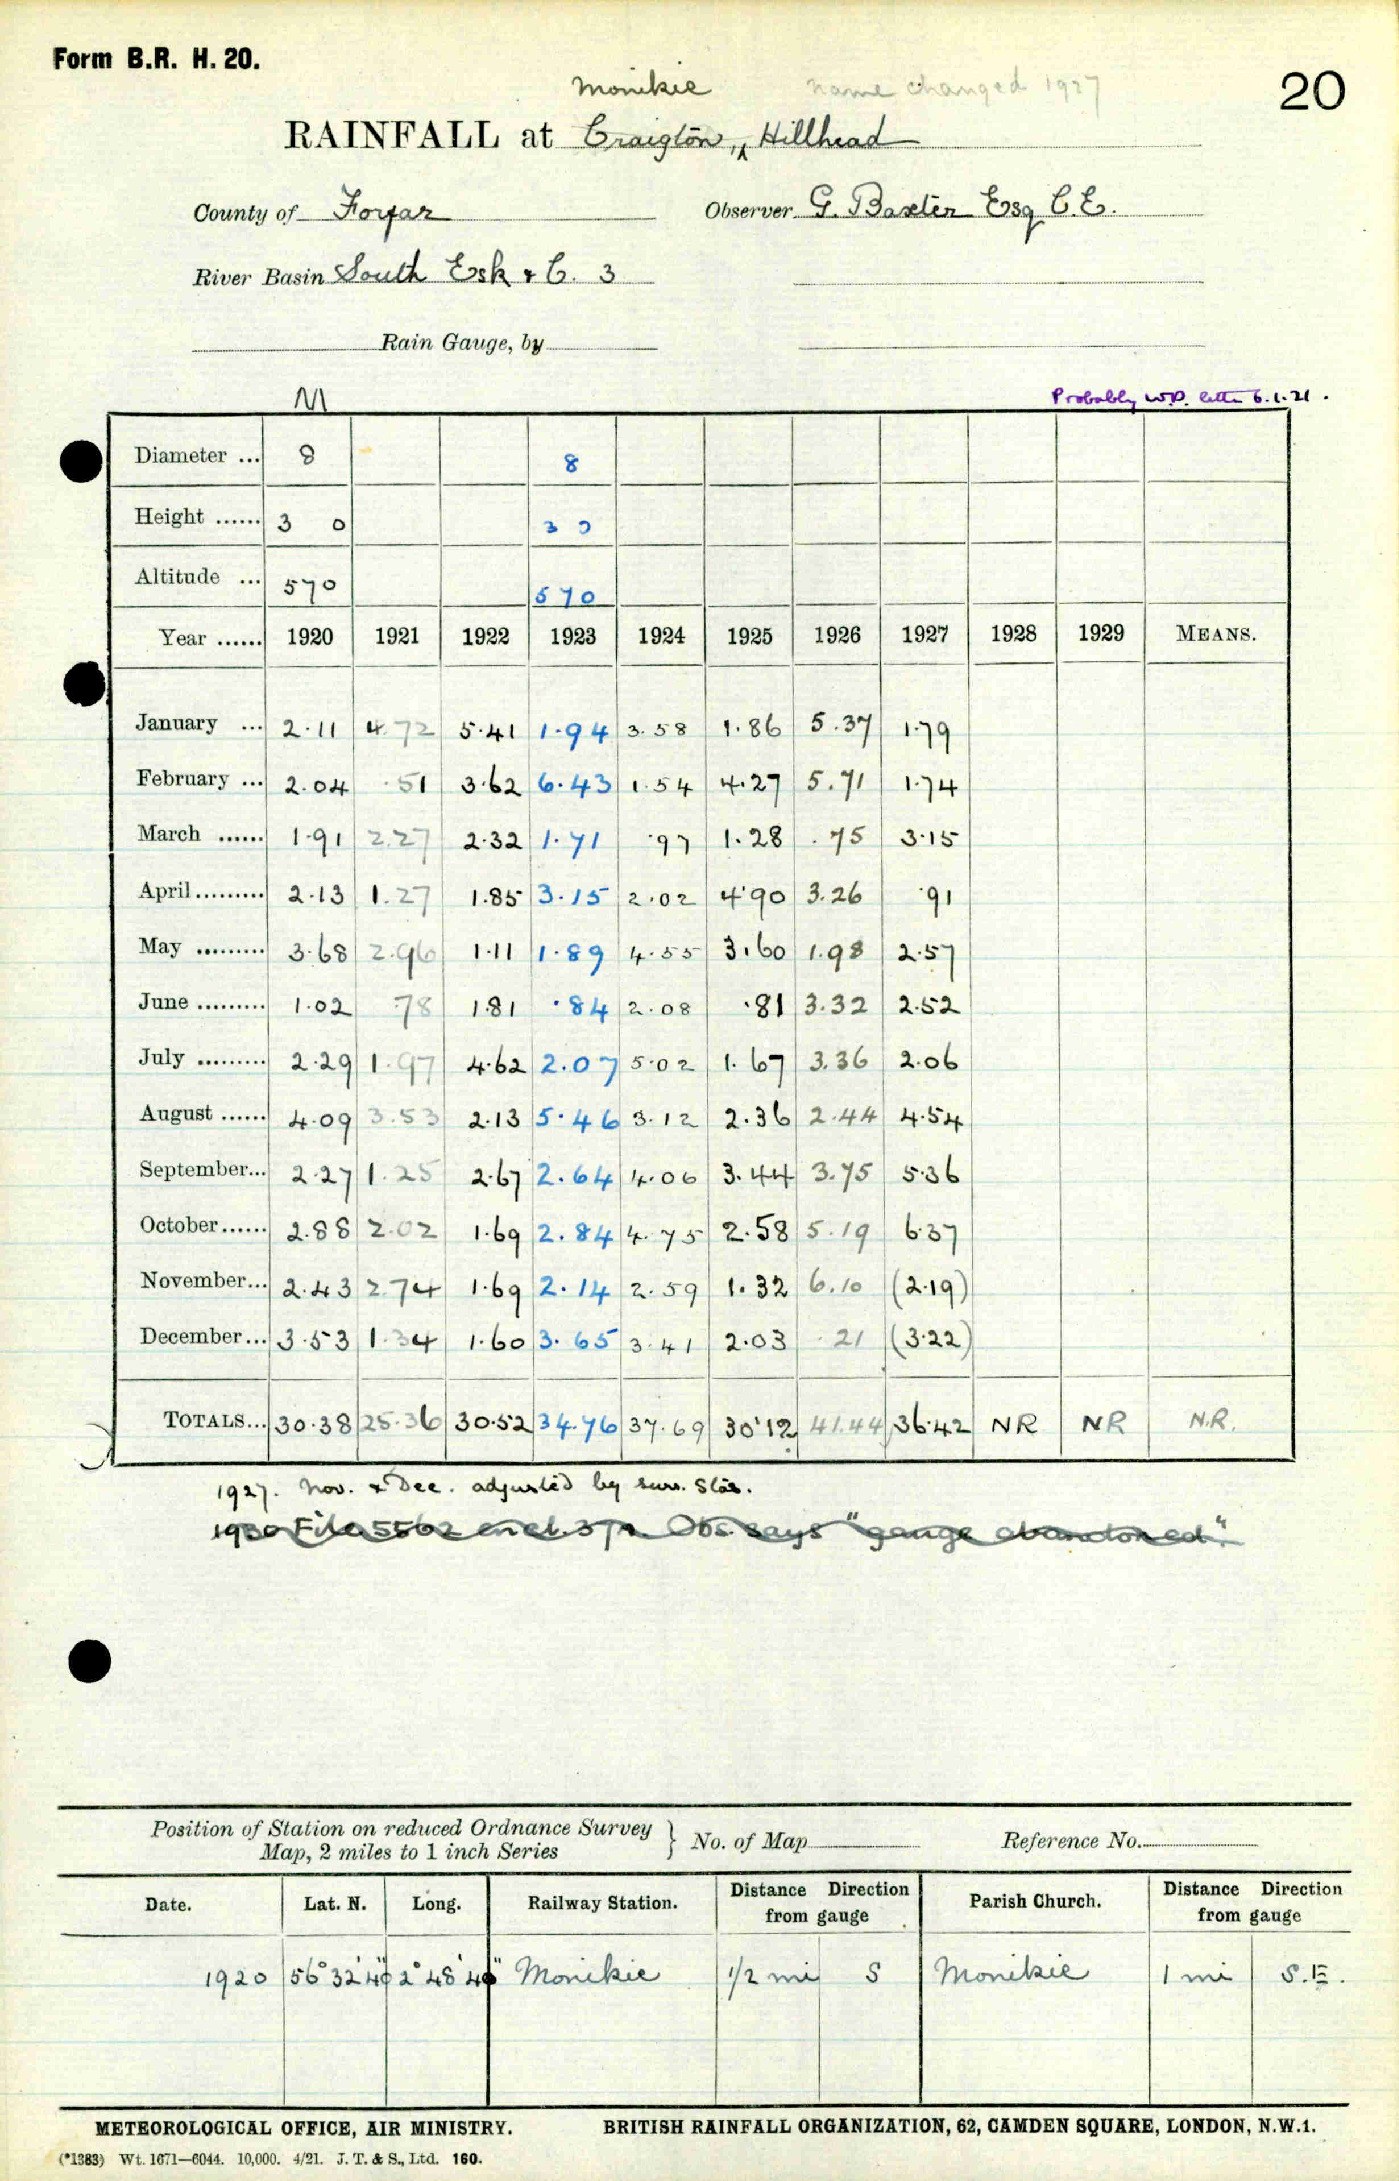 Form B.R. H. 20.
Monikie name changed 1927
20
RAINFALL at Craigton, ʌ Hillhead
County of Forfar Observer G. Baxter Esq C.E.
River Basin South Esk & C. 3
Rain Gauge, by
M Probably W.D. letter 6.1.21.
Diameter ... 8 8
Height ...... 3 0 3 0
Altitude ... 570 570
Year ...... 1920 1921 1922 1923 1924 1925 1926 1927 1928 1929 MEANS.
January ... 2.11 4.72 5.41 1.94 3.58 1.86 5.37 1.79
February ... 2.04 .51 3.62 6.43 1.54 4.27 5.71 1.74
March ...... 1.91 2.27 2.32 1.71 .97 1.28 .75 3.15
April ......... 2.13 1.27 1.85 3.15 2.02 4.90 3.26 .91
May ......... 3.68 2.96 1.11 1.89 4.55 3.60 1.98 2.57
June ......... 1.02 .78 1.81 .84 2.08 .81 3.32 2.52
July ......... 2.29 1.97 4.62 2.07 5.02 1.67 3.36 2.06
August ...... 4.09 3.53 2.13 5.46 3.12 2.36 2.44 4.54
September... 2.27 1.25 2.67 2.64 4.06 3.44 3.75 5.36
October...... 2.88 2.02 1.69 2.84 4.75 2.58 5.19 6.37
November... 2.43 2.74 1.69 2.14 2.59 1.32 6.10 (2.19)
December... 3.53 1.34 1.60 3.65 3.41 2.03 .21 (3.22)
TOTALS... 30.38 25.36 30.52 34.76 37.69 30.12 41.44 36.42 NR NR N.R.
1927. Nov. & Dec. adjusted by surr. Stns.
1930 File 5562 encl. 37A. Obs. says "gauge abandoned".
Position of Station on reduced Ordnance Survey Map, 2 miles to 1 inch Series } No. of Map Reference No.
Date. Lat. N. Long. Railway Station. Distance Direction from gauge Parish Church. Distance Direction from gauge
1920 56° 32' 40" 2° 48' 40" Monikie 1/2 mi S Monikie 1 mi S.E.
METEOROLOGICAL OFFICE, AIR MINISTRY. BRITISH RAINFALL ORGANIZATION, 62, CAMDEN SQUARE, LONDON, N.W.1.
(*1383) Wt. 1671—6044. 10,000. 4/21. J. T. & S., Ltd. 160.